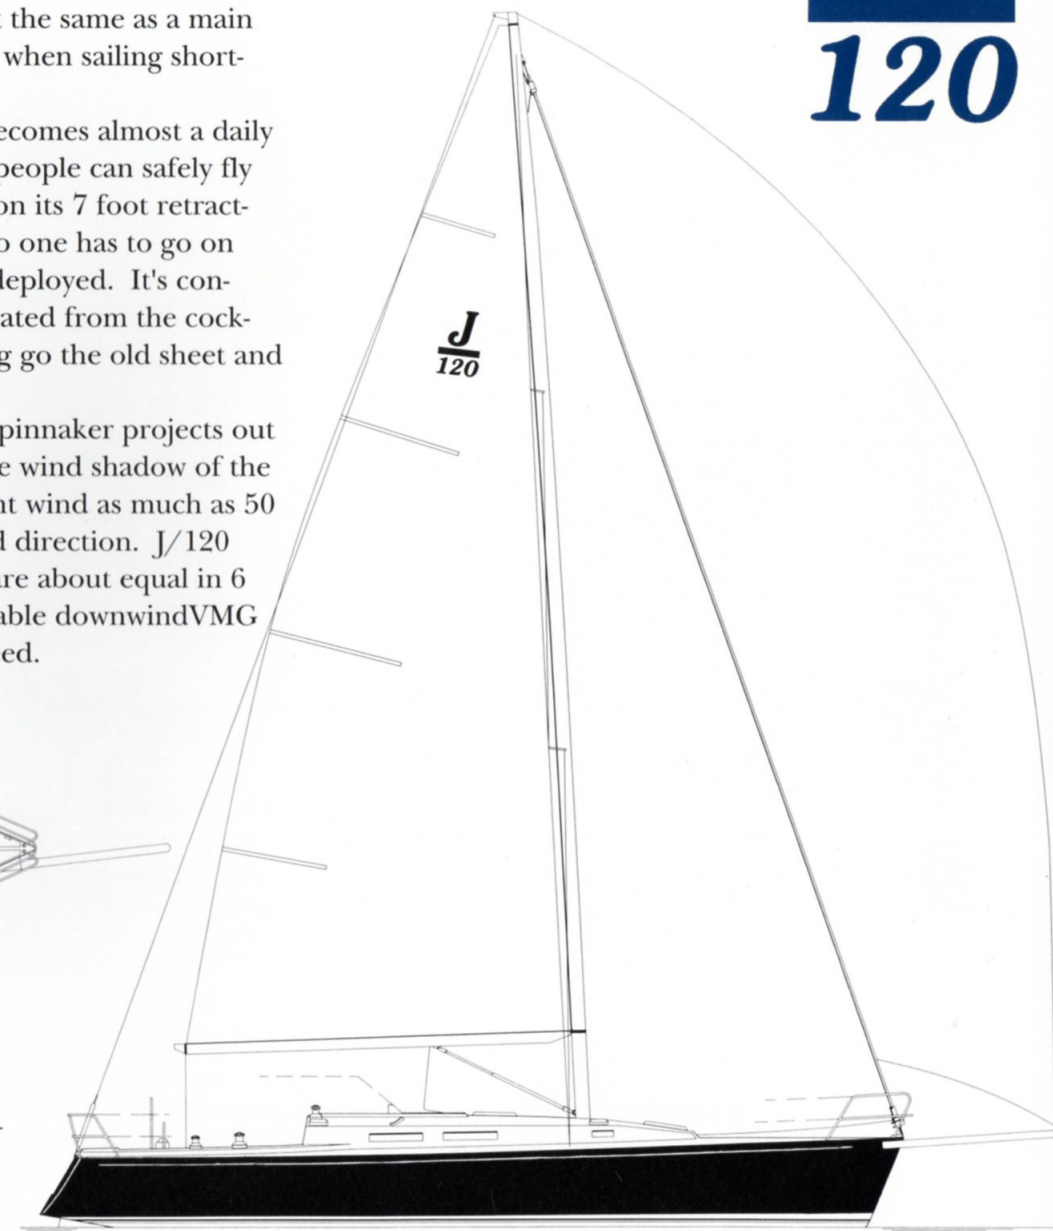 the same as a main
when sailing short-
ecomes almost a daily
people can safely fly
on its 7 foot retract-
o one has to go on
deployed. It's con-
ated from the cock-
g go the old sheet and
pinnaker projects out
e wind shadow of the
nt wind as much as 50
d direction. J/120
are about equal in 6
able downwindVMG
ed.
120
J
120